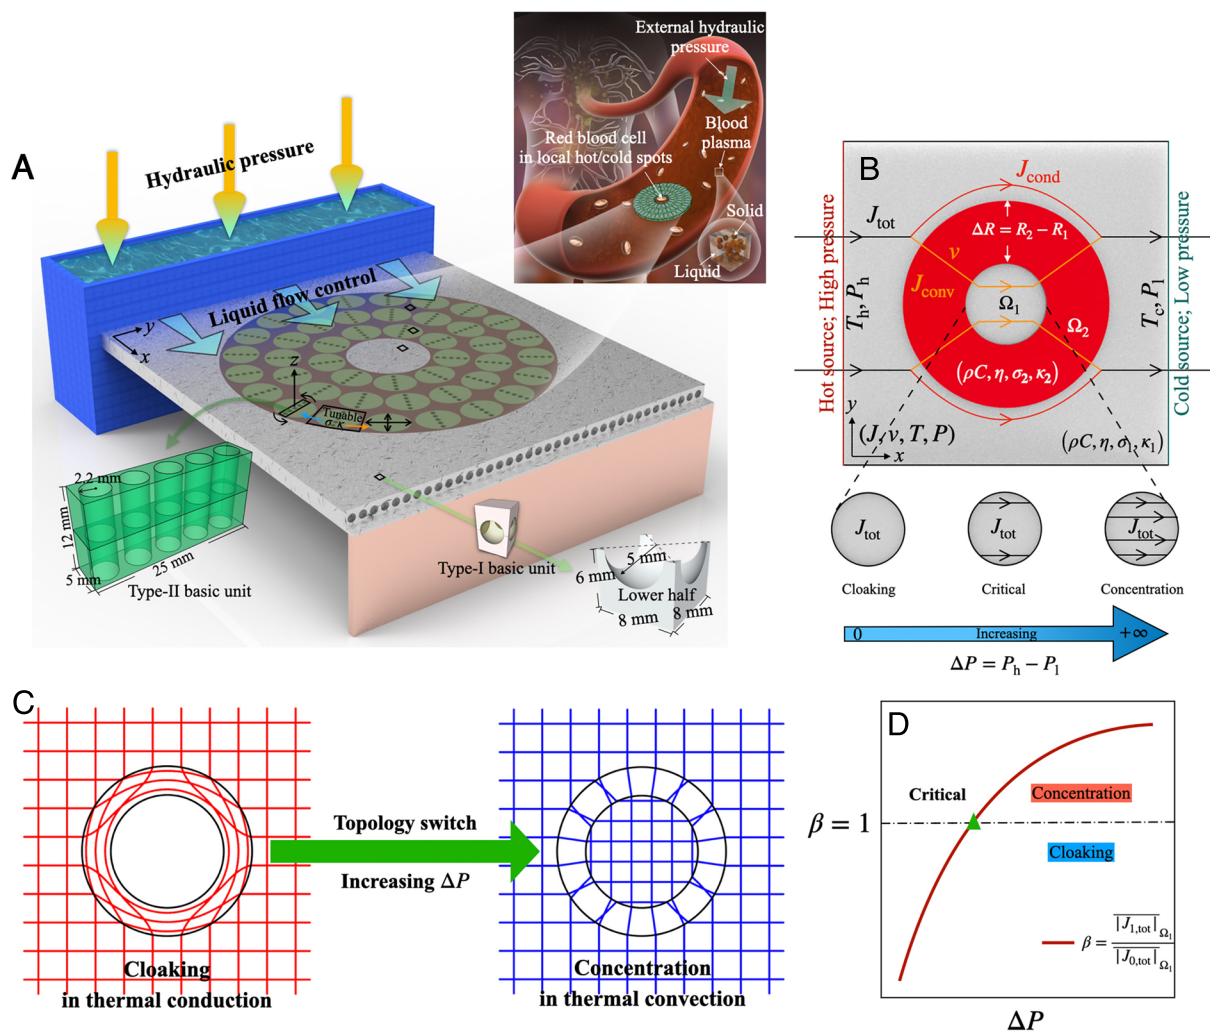 A
Hydraulic pressure
Liquid flow control
y
x
z
Tunable
σ-κ
2.2 mm
12 mm
5 mm
25 mm
Type-II basic unit
Type-I basic unit
5 mm
6 mm
Lower half
8 mm
8 mm
External hydraulic
pressure
Blood
plasma
Red blood cell
in local hot/cold spots
Solid
Liquid
B
Hot source; High pressure
T_h, P_h
J_tot
J_cond
ΔR = R_2 − R_1
v
J_conv
Ω_1
Ω_2
(ρC, η, σ_2, κ_2)
T_c, P_l
Cold source; Low pressure
y
x
(J, v, T, P)
(ρC, η, σ_1, κ_1)
J_tot
J_tot
J_tot
Cloaking
Critical
Concentration
0
Increasing
+∞
ΔP = P_h − P_l
C
Topology switch
Increasing ΔP
Cloaking
in thermal conduction
Concentration
in thermal convection
D
Critical
Concentration
β = 1
Cloaking
β = |J_1,tot|_Ω_1 / |J_0,tot|_Ω_1
ΔP